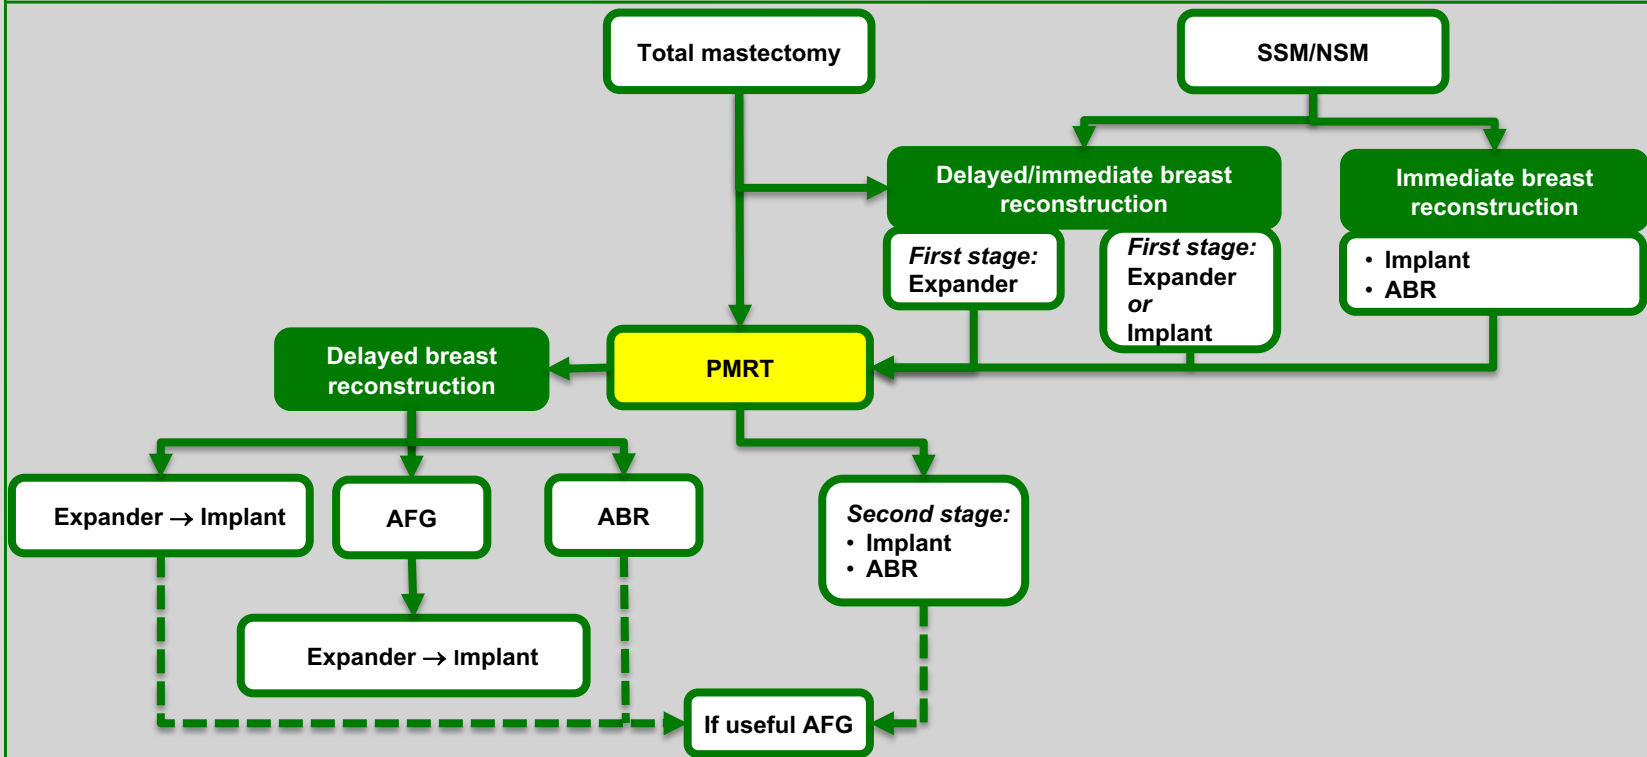 Total mastectomy
SSM/NSM
Delayed/immediate breast
reconstruction
Immediate breast
reconstruction
First stage:
Expander
First stage:
Expander
or
Implant
• Implant
• ABR
Delayed breast
reconstruction
PMRT
Expander → Implant
AFG
ABR
Second stage:
• Implant
• ABR
Expander → Implant
If useful AFG